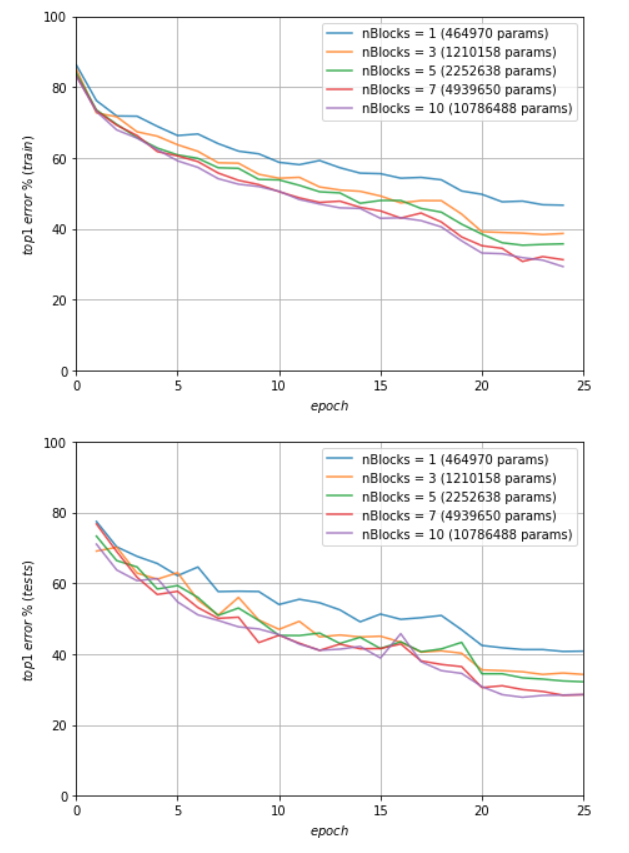 100
80
60
40
20
0
top1 error % (train)
nBlocks = 1 (464970 params)
nBlocks = 3 (1210158 params)
nBlocks = 5 (2252638 params)
nBlocks = 7 (4939650 params)
nBlocks = 10 (10786488 params)
0 5 10 15 20 25
epoch
100
80
60
40
20
0
top1 error % (tests)
nBlocks = 1 (464970 params)
nBlocks = 3 (1210158 params)
nBlocks = 5 (2252638 params)
nBlocks = 7 (4939650 params)
nBlocks = 10 (10786488 params)
0 5 10 15 20 25
epoch